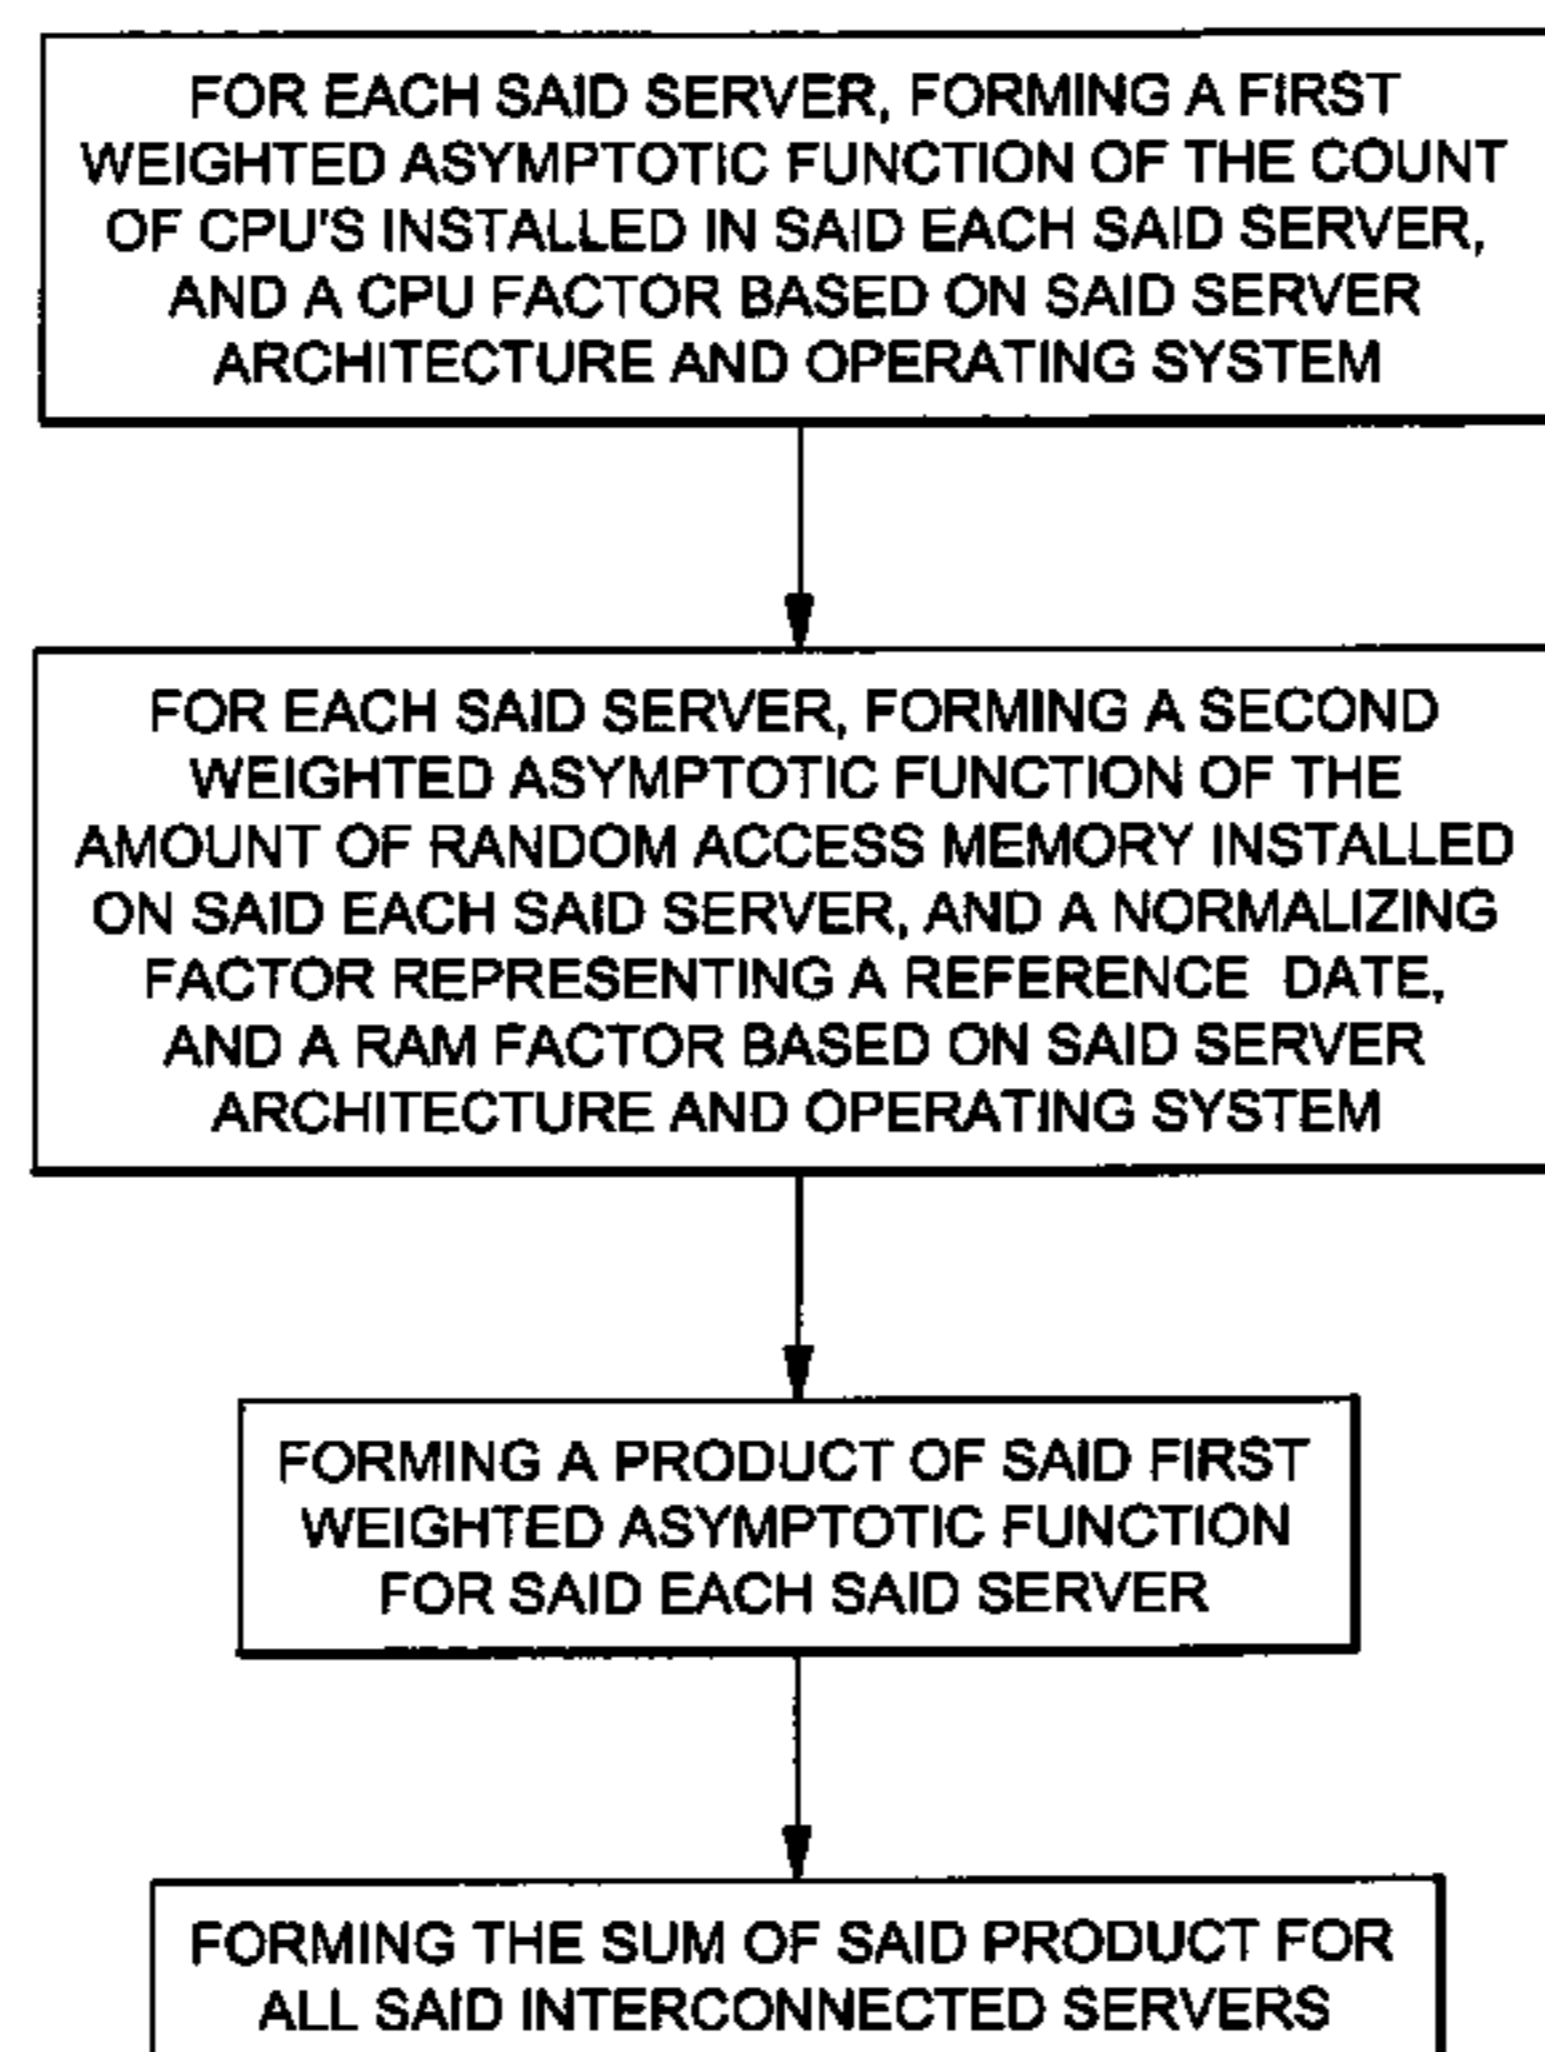 FOR EACH SAID SERVER, FORMING A FIRST
WEIGHTED ASYMPTOTIC FUNCTION OF THE COUNT
OF CPU'S INSTALLED IN SAID EACH SAID SERVER,
AND A CPU FACTOR BASED ON SAID SERVER
ARCHITECTURE AND OPERATING SYSTEM
FOR EACH SAID SERVER, FORMING A SECOND
WEIGHTED ASYMPTOTIC FUNCTION OF THE
AMOUNT OF RANDOM ACCESS MEMORY INSTALLED
ON SAID EACH SAID SERVER, AND A NORMALIZING
FACTOR REPRESENTING A REFERENCE DATE,
AND A RAM FACTOR BASED ON SAID SERVER
ARCHITECTURE AND OPERATING SYSTEM
FORMING A PRODUCT OF SAID FIRST
WEIGHTED ASYMPTOTIC FUNCTION
FOR SAID EACH SAID SERVER
FORMING THE SUM OF SAID PRODUCT FOR
ALL SAID INTERCONNECTED SERVERS